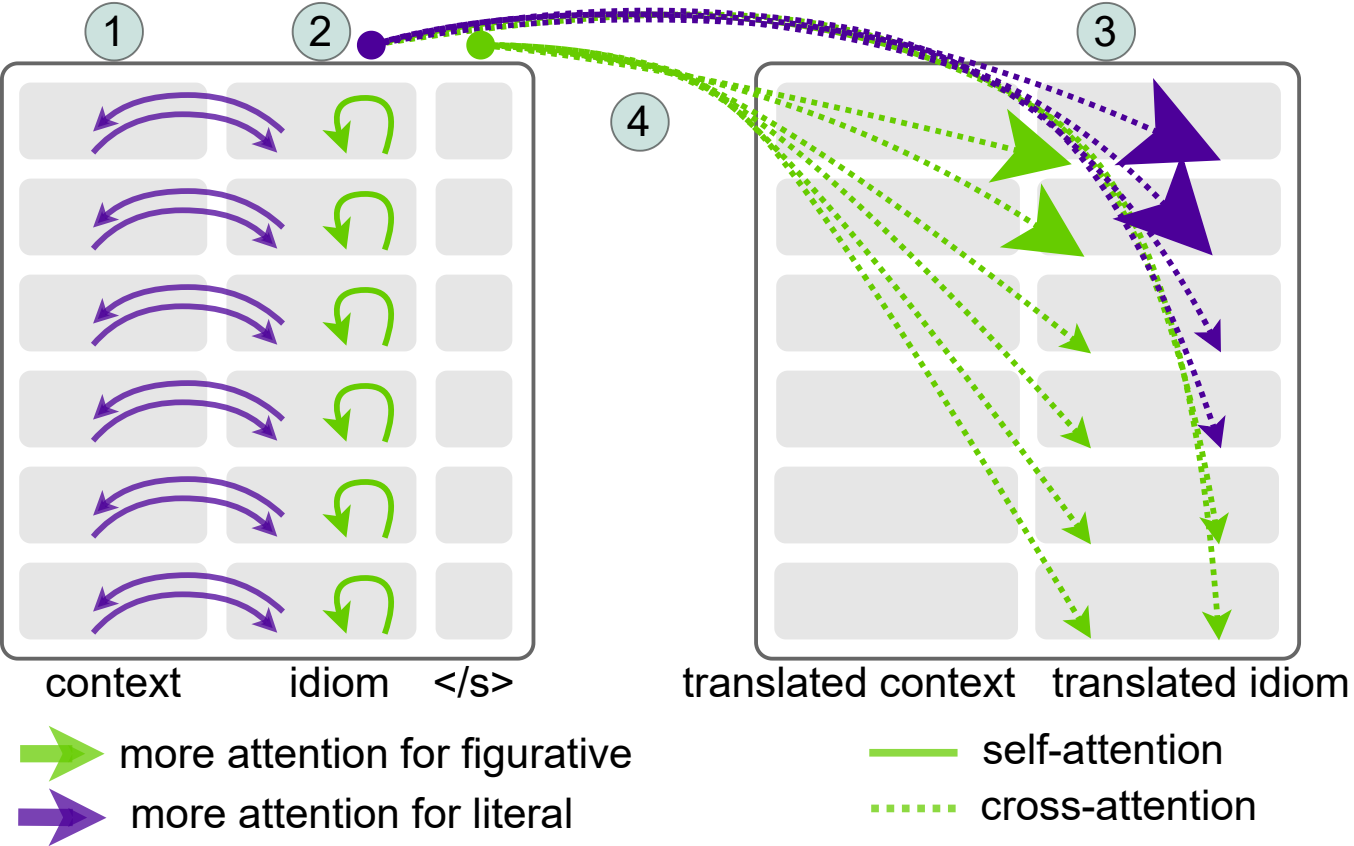 1
2
3
4
context
idiom
</s>
translated context
translated idiom
more attention for figurative
more attention for literal
self-attention
cross-attention